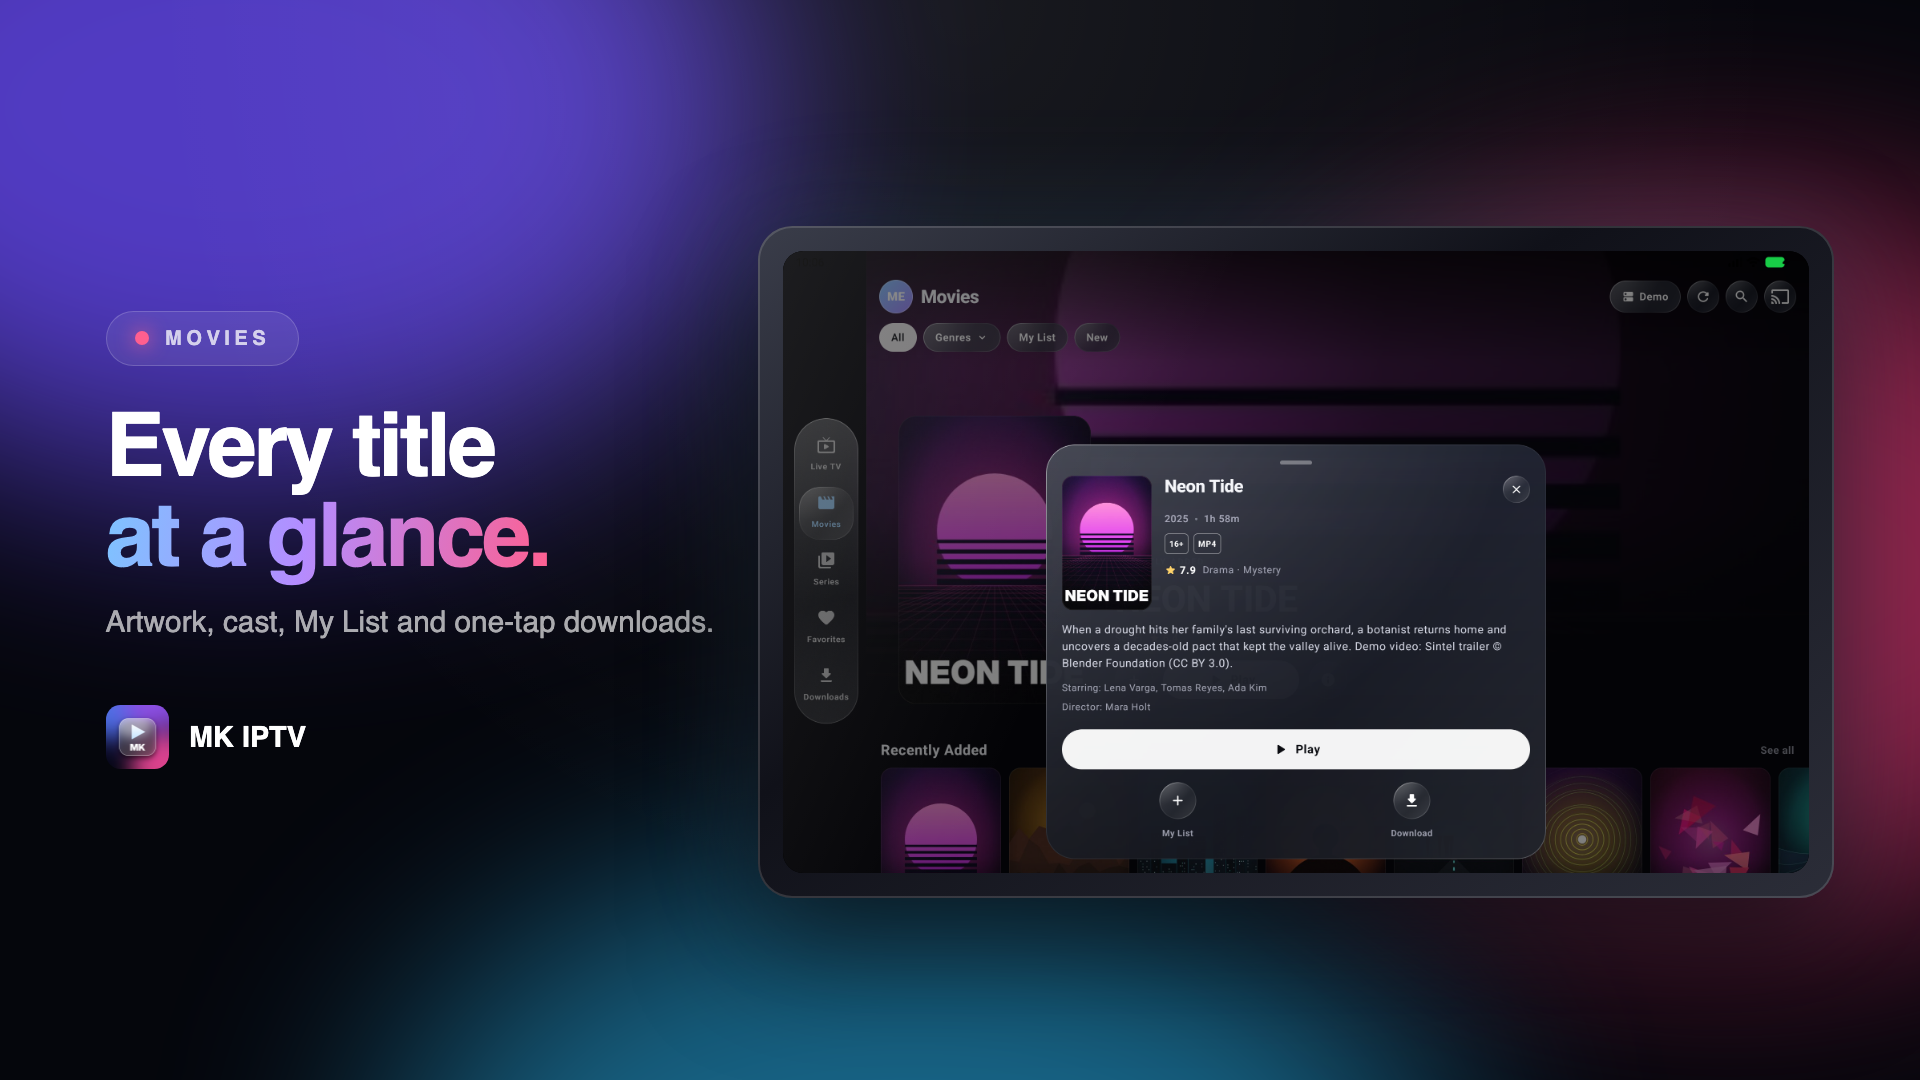 MOVIES
Every title
at a glance.
Artwork, cast, My List and one-tap downloads.
MK
MK IPTV
ME
Movies
Demo
All
Genres
My List
New
Live TV
Movies
Series
Favorites
Downloads
NEON TID
Neon Tide
2025 - 1h 58m
16+
MP4
7.9 Drama · Mystery
NEON TIDE
EON TIDE
When a drought hits her family's last surviving orchard, a botanist returns home and
uncovers a decades-old pact that kept the valley alive. Demo video: Sintel trailer ©
Blender Foundation (CC BY 3.0).
Starring: Lena Varga, Tomas Reyes, Ada Kim
Director: Mara Holt
Play
My List
Download
Recently Added
See all